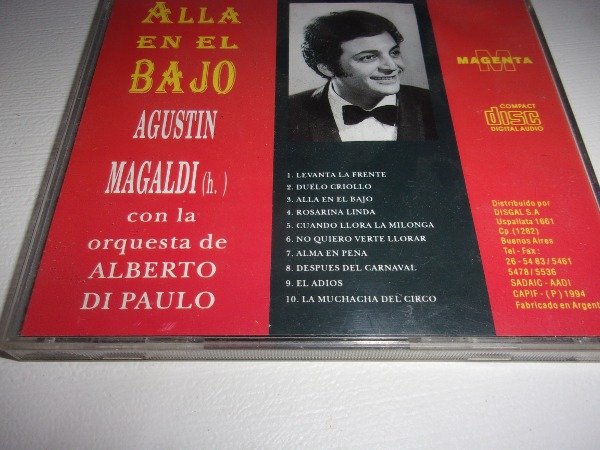 ALLA
EN EL
BAJO
AGUSTIN
MAGALDI (h. )
con la
orquesta de
ALBERTO
DI PAULO
1. LEVANTA LA FRENTE
2. DUELO CRIOLLO
3. ALLA EN EL BAJO
4. ROSARINA LINDA
5. CUANDO LLORA LA MILONGA
6. NO QUIERO VERTE LLORAR
7. ALMA EN PENA
8. DESPUES DEL CARNAVAL
9. EL ADIOS
10. LA MUCHACHA DEL CIRCO
M
MAGENTA
COMPACT
disc
DIGITAL AUDIO
Distribuido por
DISGAL S.A
Uspallata 1661
Cp. (1282)
Buenos Aires
Tel - Fax :
26 - 54 83 / 5461
5478 / 5536
SADAIC - AADI
CAPIF - ( P ) 1994
Fabricado en Argent